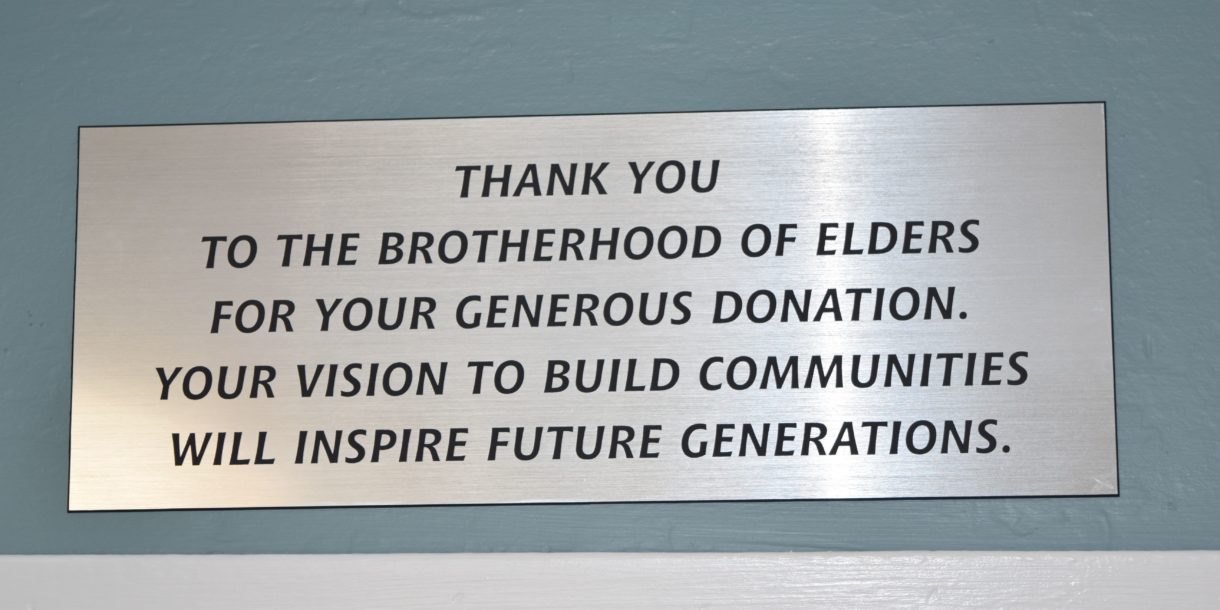 THANK YOU
TO THE BROTHERHOOD OF ELDERS
FOR YOUR GENEROUS DONATION.
YOUR VISION TO BUILD COMMUNITIES
WILL INSPIRE FUTURE GENERATIONS.